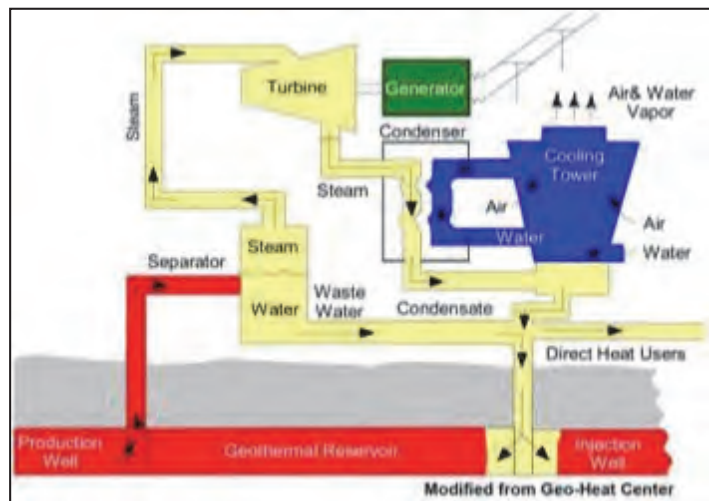 Turbine
Generator
Air& Water
Vapor
Steam
Condenser
Cooling
Tower
Steam
Air
Air
Water
Water
Steam
Separator
Water
Waste
Water
Condensate
Direct Heat Users
Production
Well
Geothermal Reservoir
Injection
Well
Modified from Geo-Heat Center